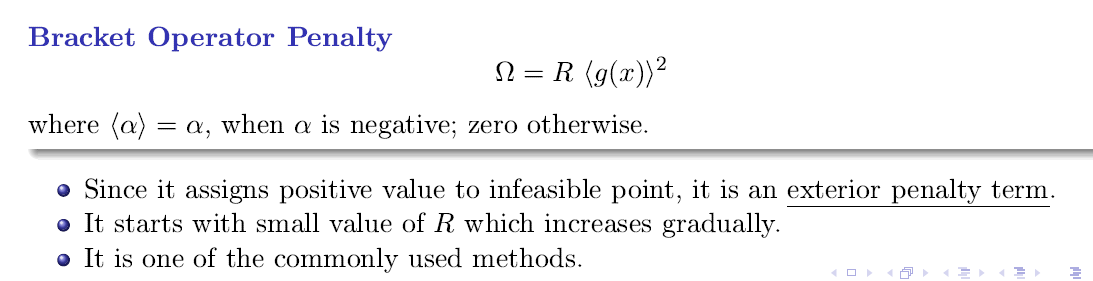 Bracket Operator Penalty
Ω = R ⟨g(x)⟩²
where ⟨α⟩ = α, when α is negative; zero otherwise.
Since it assigns positive value to infeasible point, it is an exterior penalty term.
It starts with small value of R which increases gradually.
It is one of the commonly used methods.